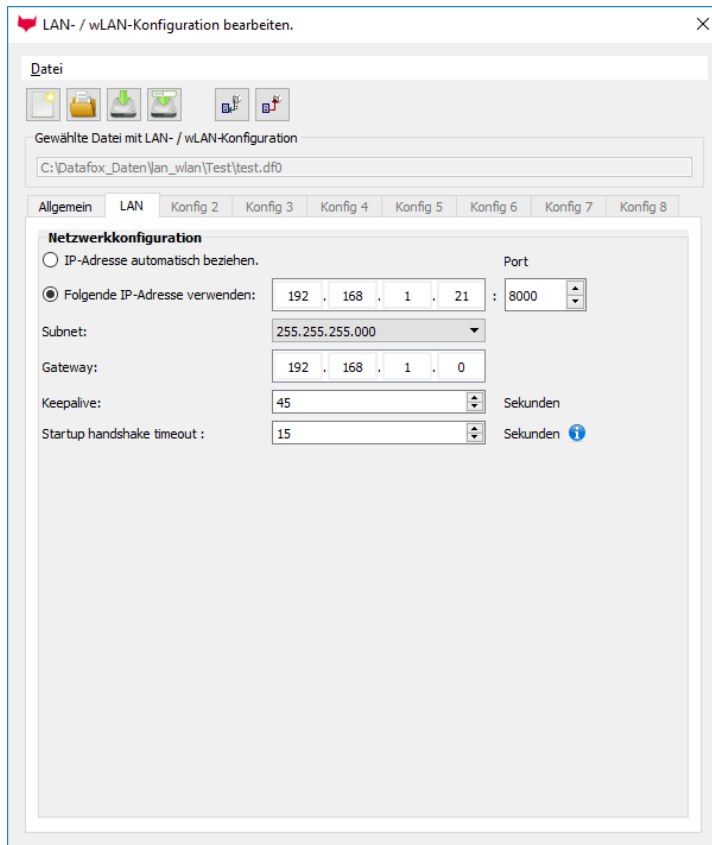 LAN- / wLAN-Konfiguration bearbeiten.
Datei
Gewählte Datei mit LAN- / wLAN-Konfiguration
C:\Datafox_Daten\lan_wlan\Test\test.df0
Allgemein LAN Konfig 2 Konfig 3 Konfig 4 Konfig 5 Konfig 6 Konfig 7 Konfig 8
Netzwerkkonfiguration
IP-Adresse automatisch beziehen. Port
Folgende IP-Adresse verwenden: 192 . 168 . 1 . 21 : 8000
Subnet: 255.255.255.000
Gateway: 192 . 168 . 1 . 0
Keepalive: 45 Sekunden
Startup handshake timeout : 15 Sekunden